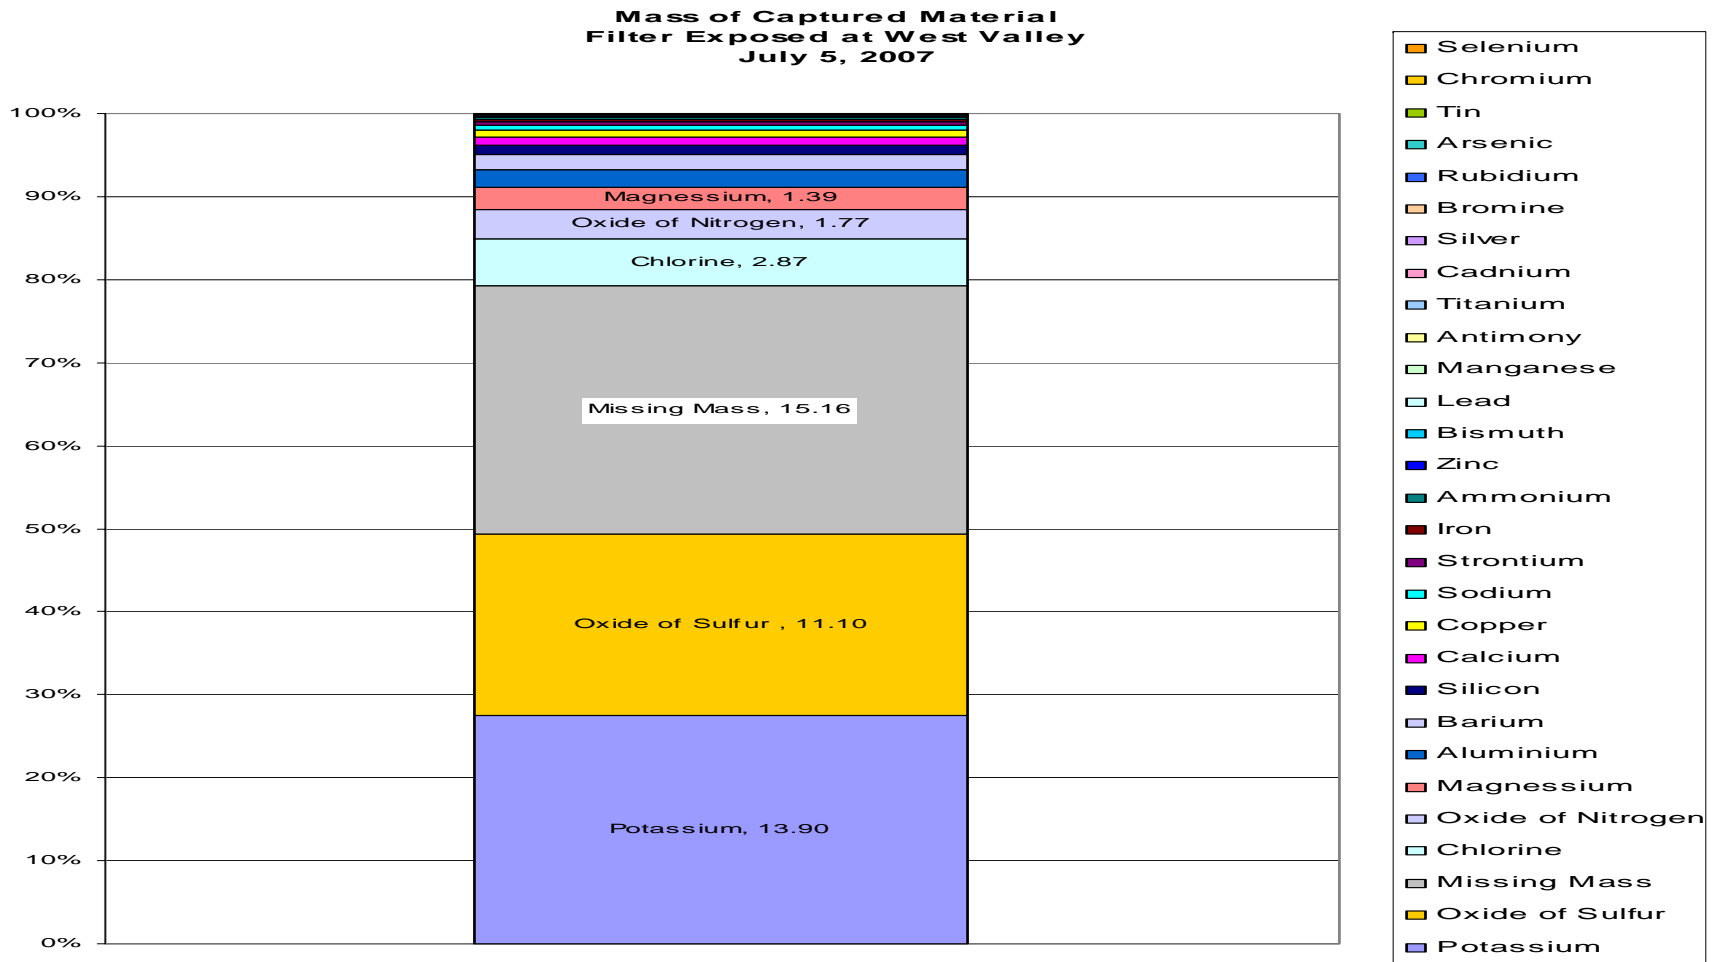 Mass of Captured Material
Filter Exposed at West Valley
July 5, 2007
100%
90%
80%
70%
60%
50%
40%
30%
20%
10%
0%
Magnessium, 1.39
Oxide of Nitrogen, 1.77
Chlorine, 2.87
Missing Mass, 15.16
Oxide of Sulfur , 11.10
Potassium, 13.90
Selenium
Chromium
Tin
Arsenic
Rubidium
Bromine
Silver
Cadnium
Titanium
Antimony
Manganese
Lead
Bismuth
Zinc
Ammonium
Iron
Strontium
Sodium
Copper
Calcium
Silicon
Barium
Aluminium
Magnessium
Oxide of Nitrogen
Chlorine
Missing Mass
Oxide of Sulfur
Potassium